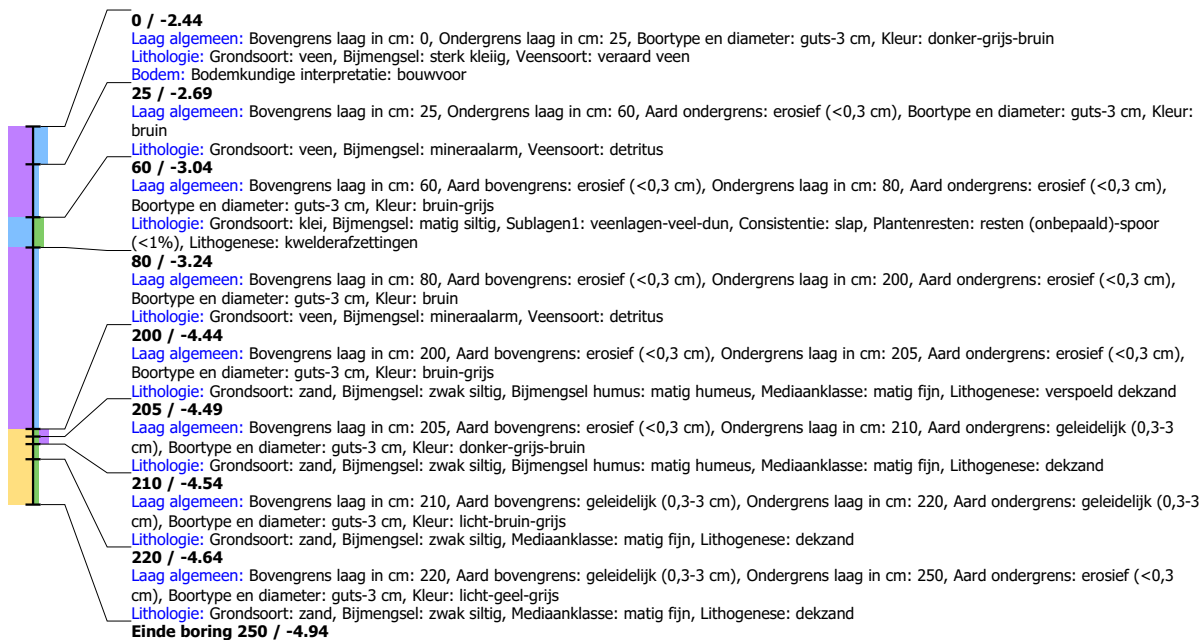 0 / -2.44
Laag algemeen: Bovengrens laag in cm: 0, Ondergrens laag in cm: 25, Boortype en diameter: guts-3 cm, Kleur: donker-grijs-bruin
Lithologie: Grondsoort: veen, Bijmengsel: sterk kleiig, Veensoort: veraard veen
Bodem: Bodemkundige interpretatie: bouwvoor
25 / -2.69
Laag algemeen: Bovengrens laag in cm: 25, Ondergrens laag in cm: 60, Aard ondergrens: erosief (<0,3 cm), Boortype en diameter: guts-3 cm, Kleur:
bruin
Lithologie: Grondsoort: veen, Bijmengsel: mineraalarm, Veensoort: detritus
60 / -3.04
Laag algemeen: Bovengrens laag in cm: 60, Aard bovengrens: erosief (<0,3 cm), Ondergrens laag in cm: 80, Aard ondergrens: erosief (<0,3 cm),
Boortype en diameter: guts-3 cm, Kleur: bruin-grijs
Lithologie: Grondsoort: klei, Bijmengsel: matig siltig, Sublagen1: veenlagen-veel-dun, Consistentie: slap, Plantenresten: resten (onbepaald)-spoor
(<1%), Lithogenese: kwelderafzettingen
80 / -3.24
Laag algemeen: Bovengrens laag in cm: 80, Aard bovengrens: erosief (<0,3 cm), Ondergrens laag in cm: 200, Aard ondergrens: erosief (<0,3 cm),
Boortype en diameter: guts-3 cm, Kleur: bruin
Lithologie: Grondsoort: veen, Bijmengsel: mineraalarm, Veensoort: detritus
200 / -4.44
Laag algemeen: Bovengrens laag in cm: 200, Aard bovengrens: erosief (<0,3 cm), Ondergrens laag in cm: 205, Aard ondergrens: erosief (<0,3 cm),
Boortype en diameter: guts-3 cm, Kleur: bruin-grijs
Lithologie: Grondsoort: zand, Bijmengsel: zwak siltig, Bijmengsel humus: matig humeus, Mediaanklasse: matig fijn, Lithogenese: verspoeld dekzand
205 / -4.49
Laag algemeen: Bovengrens laag in cm: 205, Aard bovengrens: erosief (<0,3 cm), Ondergrens laag in cm: 210, Aard ondergrens: geleidelijk (0,3-3
cm), Boortype en diameter: guts-3 cm, Kleur: donker-grijs-bruin
Lithologie: Grondsoort: zand, Bijmengsel: zwak siltig, Bijmengsel humus: matig humeus, Mediaanklasse: matig fijn, Lithogenese: dekzand
210 / -4.54
Laag algemeen: Bovengrens laag in cm: 210, Aard bovengrens: geleidelijk (0,3-3 cm), Ondergrens laag in cm: 220, Aard ondergrens: geleidelijk (0,3-3
cm), Boortype en diameter: guts-3 cm, Kleur: licht-bruin-grijs
Lithologie: Grondsoort: zand, Bijmengsel: zwak siltig, Mediaanklasse: matig fijn, Lithogenese: dekzand
220 / -4.64
Laag algemeen: Bovengrens laag in cm: 220, Aard bovengrens: geleidelijk (0,3-3 cm), Ondergrens laag in cm: 250, Aard ondergrens: erosief (<0,3
cm), Boortype en diameter: guts-3 cm, Kleur: licht-geel-grijs
Lithologie: Grondsoort: zand, Bijmengsel: zwak siltig, Mediaanklasse: matig fijn, Lithogenese: dekzand
Einde boring 250 / -4.94